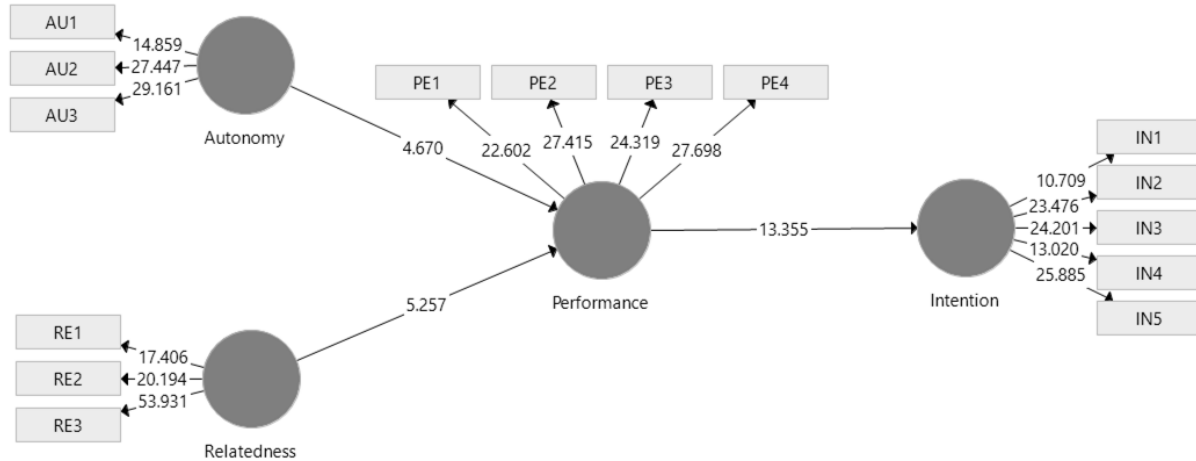 AU1
AU2
AU3
14.859
27.447
29.161
Autonomy
4.670
PE1
PE2
PE3
PE4
22.602
27.415
24.319
27.698
Performance
13.355
IN1
IN2
IN3
IN4
IN5
10.709
23.476
24.201
13.020
25.885
Intention
5.257
RE1
RE2
RE3
17.406
20.194
53.931
Relatedness